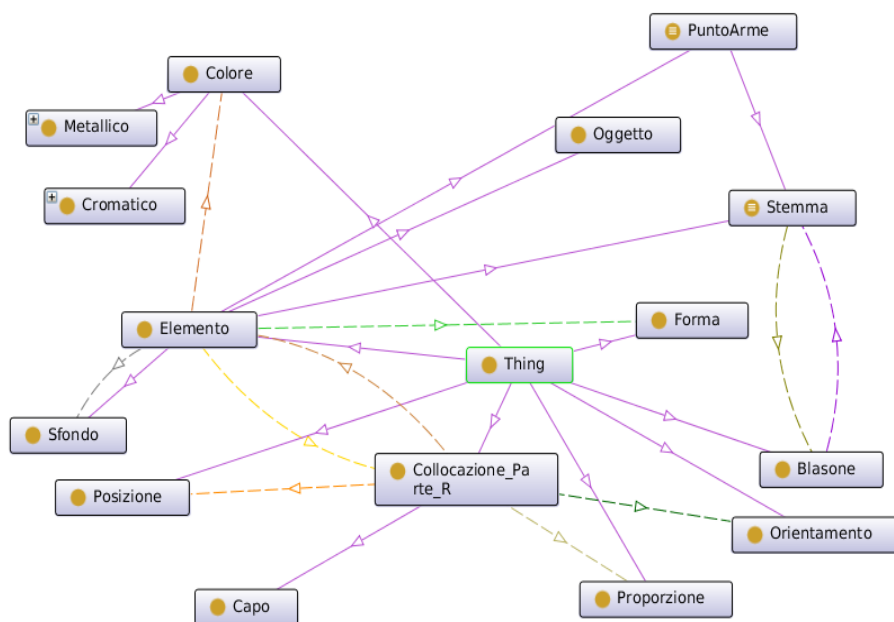 PuntoArme
Colore
Metallico
Oggetto
Cromatico
Stemma
Elemento
Forma
Thing
Sfondo
Collocazione_Pa
rte_R
Blasone
Posizione
Orientamento
Capo
Proporzione